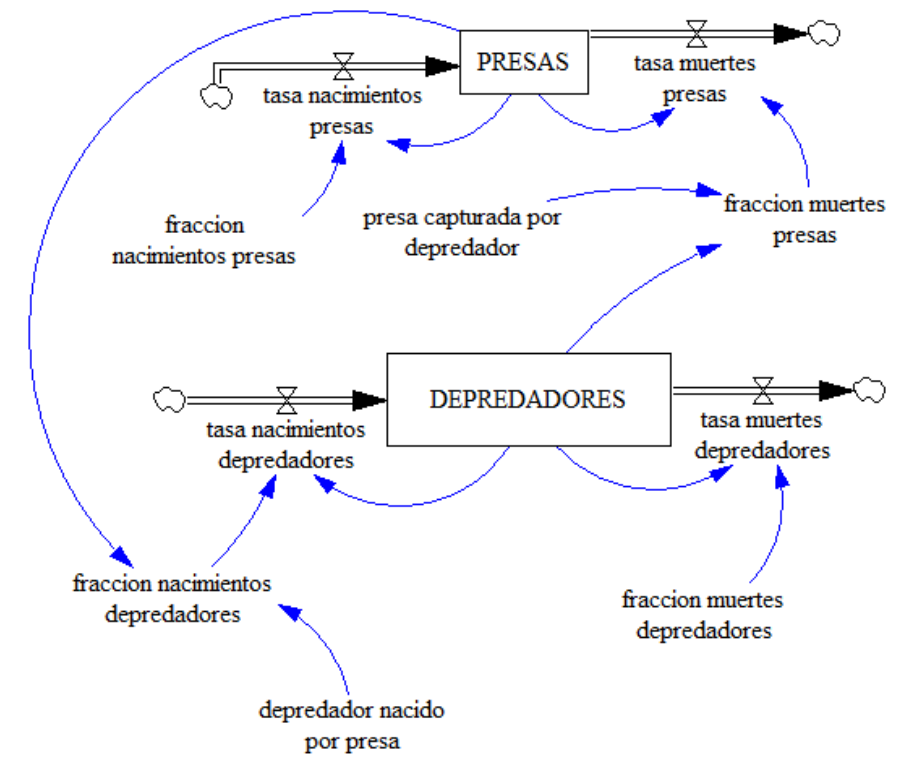 PRESAS
tasa muertes
presas
tasa nacimientos
presas
fraccion
nacimientos presas
presa capturada por
depredador
fraccion muertes
presas
DEPREDADORES
tasa nacimientos
depredadores
tasa muertes
depredadores
fraccion nacimientos
depredadores
fraccion muertes
depredadores
depredador nacido
por presa